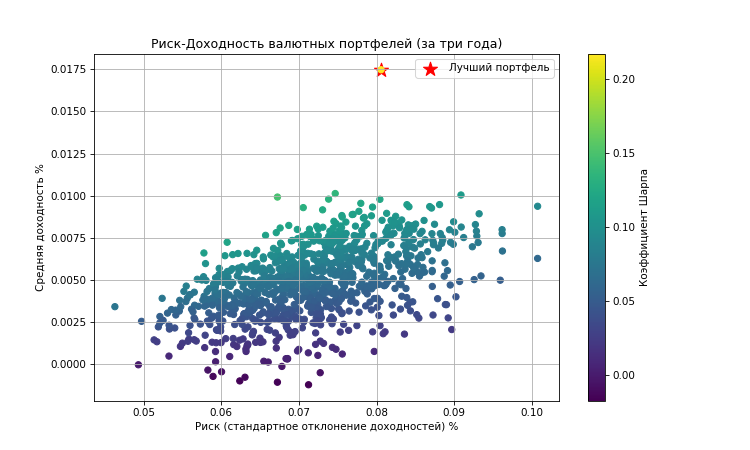 Риск-Доходность валютных портфелей (за три года)
Лучший портфель
Средняя доходность %
0.0175
0.0150
0.0125
0.0100
0.0075
0.0050
0.0025
0.0000
0.05 0.06 0.07 0.08 0.09 0.10
Риск (стандартное отклонение доходностей) %
0.20
0.15
0.10
0.05
0.00
Коэффициент Шарпа